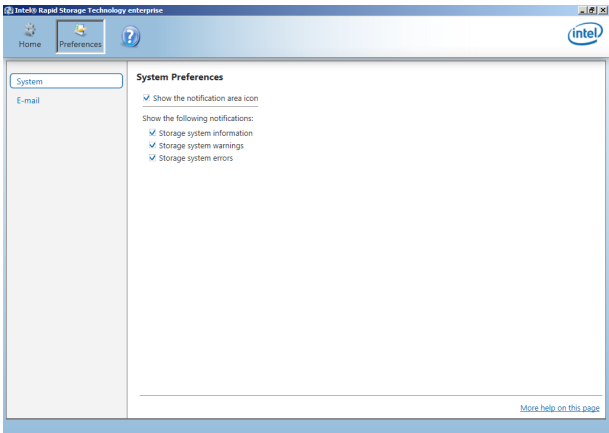 Intel® Rapid Storage Technology enterprise
Home
Preferences
?
intel
System
E-mail
System Preferences
Show the notification area icon
Show the following notifications:
Storage system information
Storage system warnings
Storage system errors
More help on this page